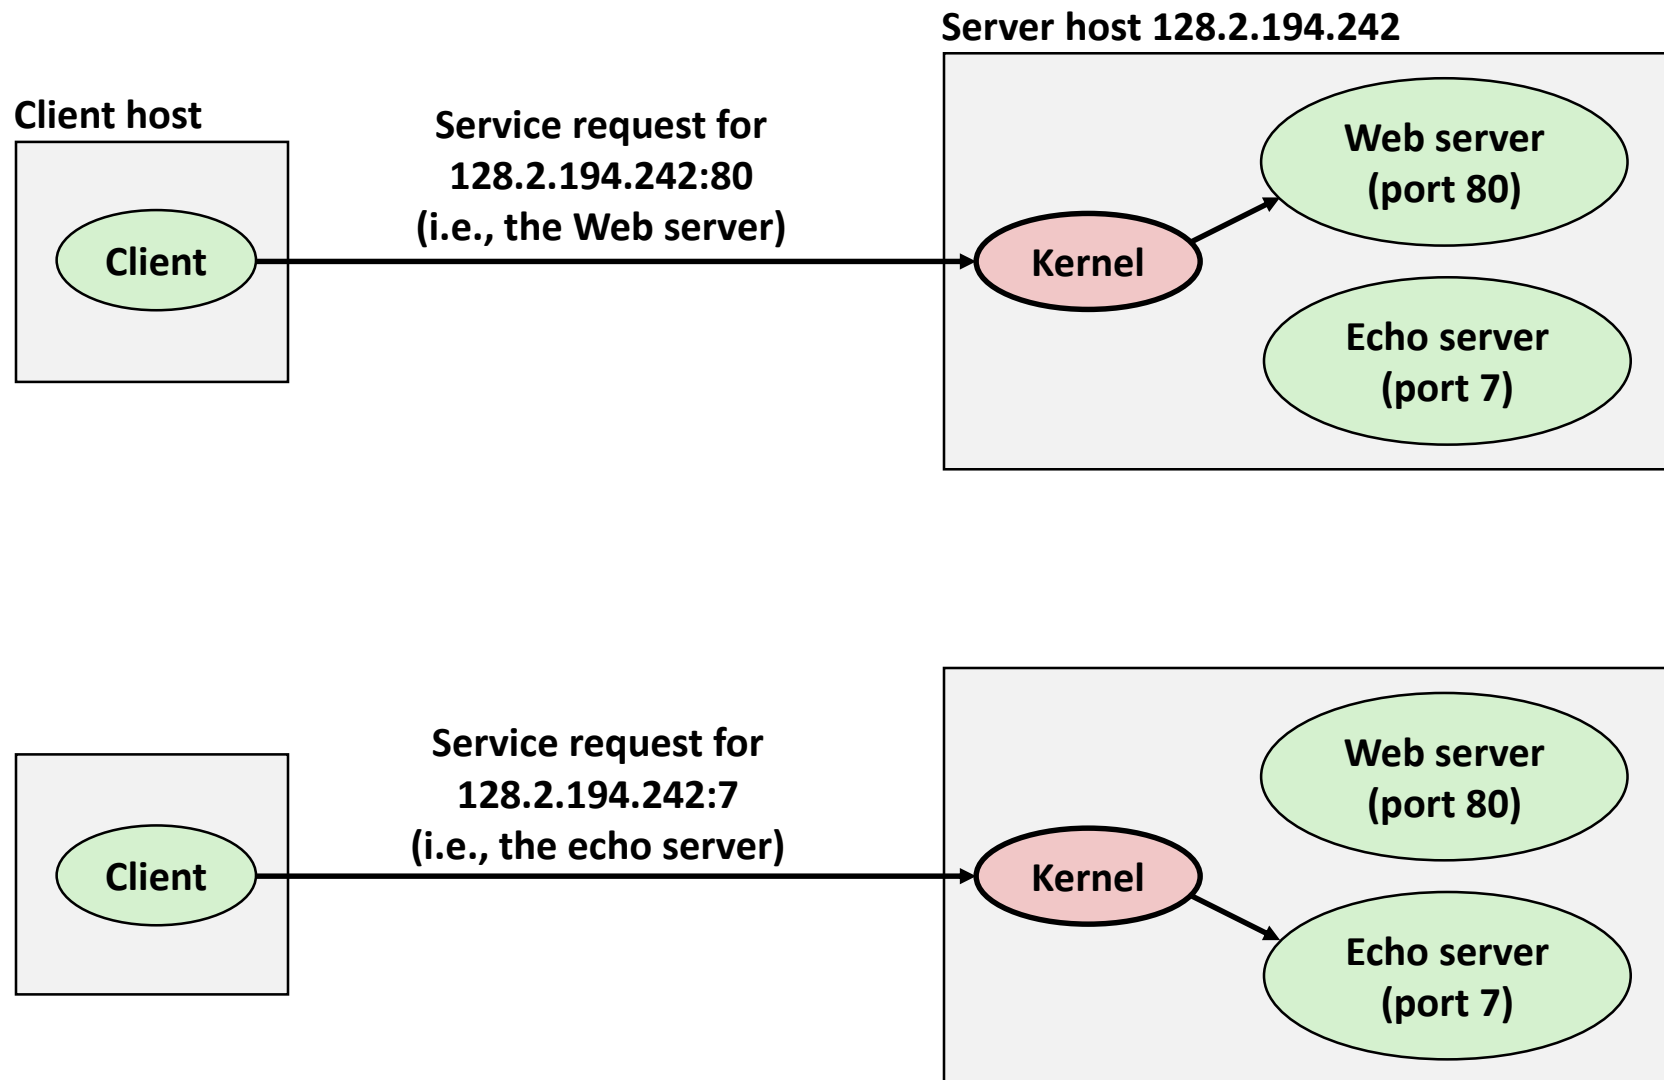 Server host 128.2.194.242
Client host
Service request for
128.2.194.242:80
(i.e., the Web server)
Client
Kernel
Web server
(port 80)
Echo server
(port 7)
Service request for
128.2.194.242:7
(i.e., the echo server)
Client
Kernel
Web server
(port 80)
Echo server
(port 7)